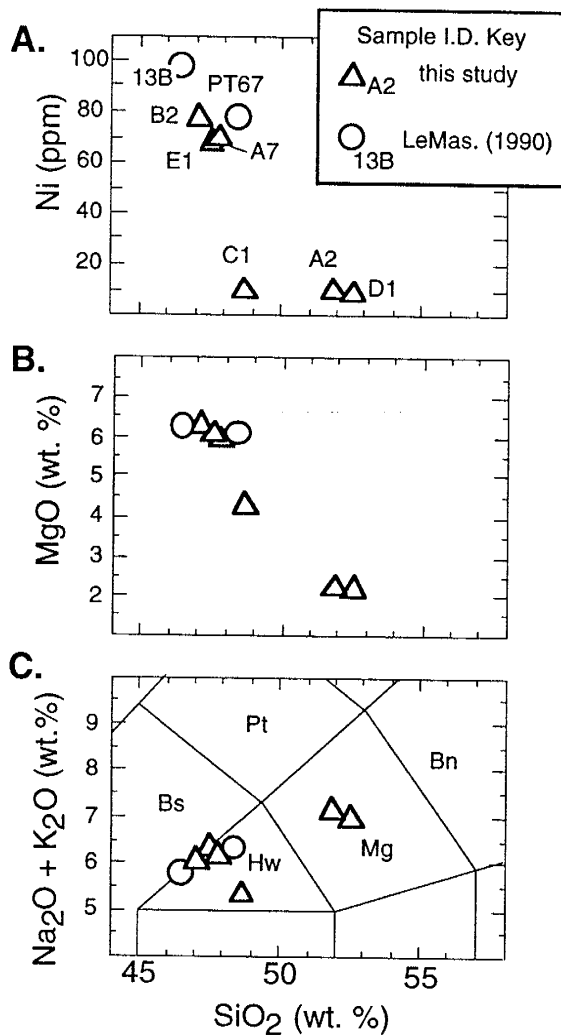 A.
Ni (ppm)
100
80
60
40
20
13B
PT67
B2
E1
A7
C1
A2
D1
Sample I.D. Key
A2 this study
13B LeMas. (1990)
B.
MgO (wt. %)
7
6
5
4
3
2
C.
Na2O + K2O (wt.%)
9
8
7
6
5
Pt
Bn
Bs
Hw
Mg
45 50 55
SiO2 (wt. %)